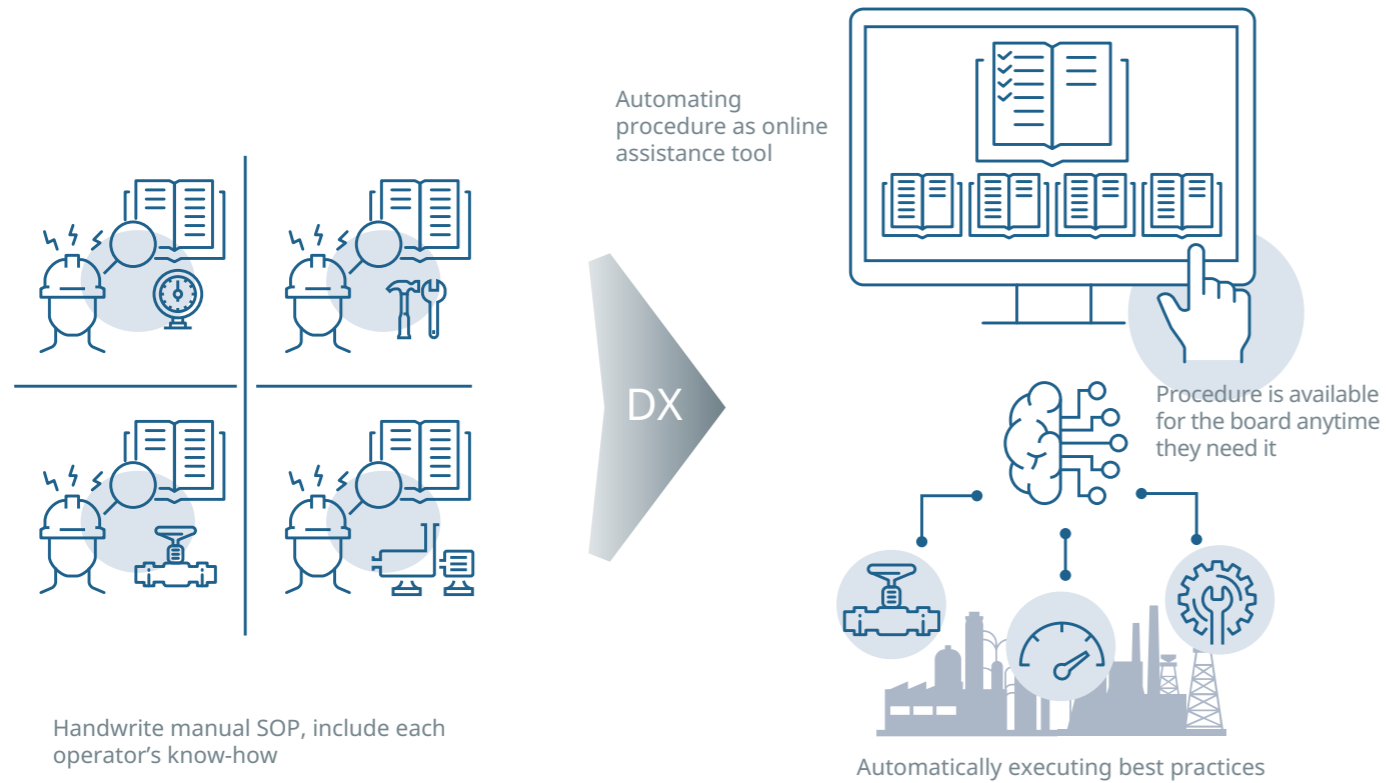 Automating
procedure as online
assistance tool
DX
Procedure is available
for the board anytime
they need it
Handwrite manual SOP, include each
operator’s know-how
Automatically executing best practices